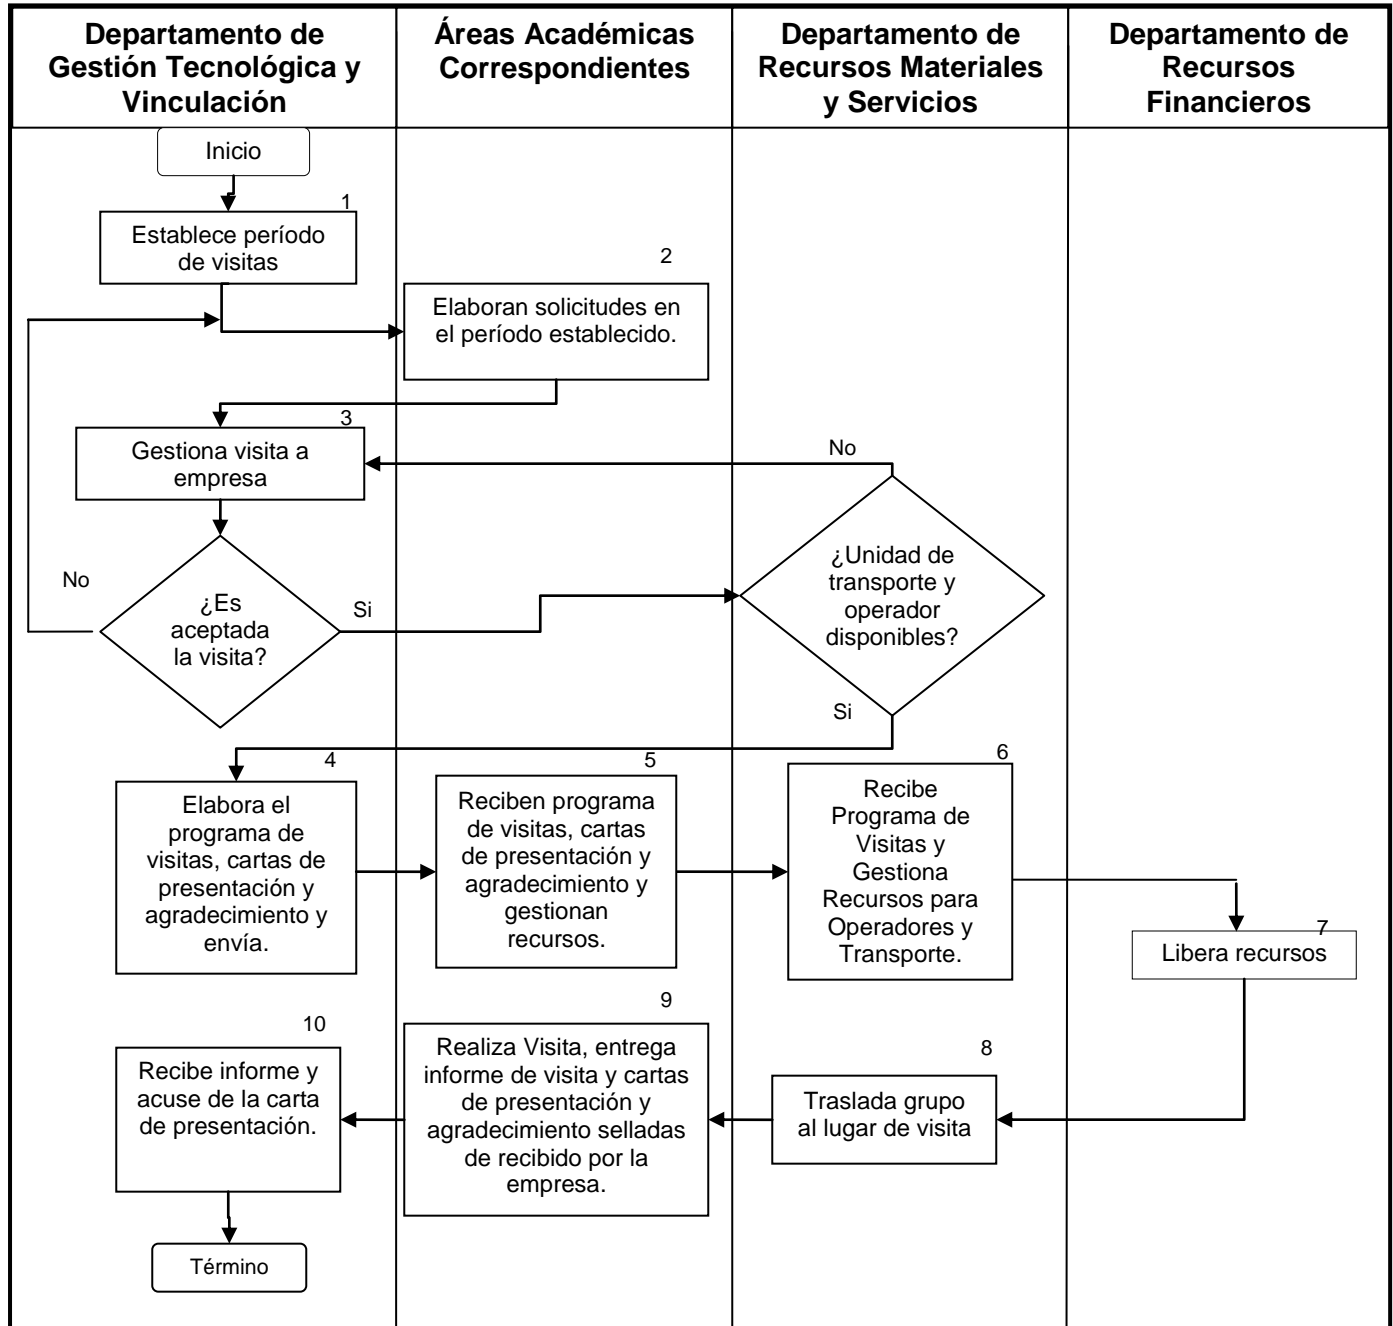 Departamento de
Gestión Tecnológica y
Vinculación
Áreas Académicas
Correspondientes
Departamento de
Recursos Materiales
y Servicios
Departamento de
Recursos
Financieros
Inicio
1
Establece período
de visitas
2
Elaboran solicitudes en
el período establecido.
3
Gestiona visita a
empresa
No
¿Es
aceptada
la visita?
Si
No
¿Unidad de
transporte y
operador
disponibles?
Si
4
Elabora el
programa de
visitas, cartas de
presentación y
agradecimiento y
envía.
5
Reciben programa
de visitas, cartas
de presentación y
agradecimiento y
gestionan
recursos.
6
Recibe
Programa de
Visitas y
Gestiona
Recursos para
Operadores y
Transporte.
7
Libera recursos
8
Traslada grupo
al lugar de visita
9
Realiza Visita, entrega
informe de visita y cartas
de presentación y
agradecimiento selladas
de recibido por la
empresa.
10
Recibe informe y
acuse de la carta
de presentación.
Término